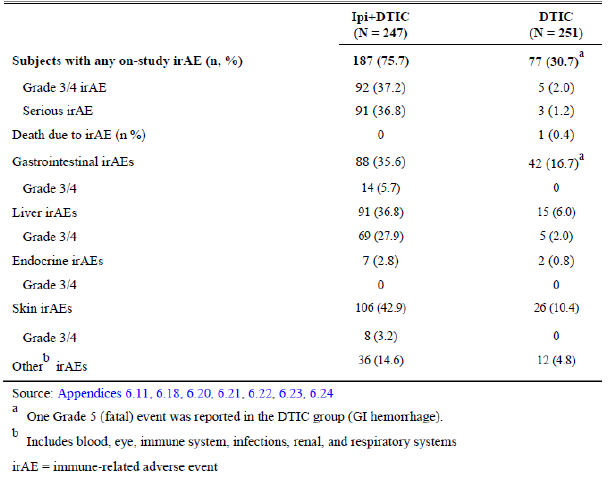 Ipi+DTIC DTIC
(N = 247) (N = 251)
Subjects with any on-study irAE (n, %) 187 (75.7) 77 (30.7)a
Grade 3/4 irAE 92 (37.2) 5 (2.0)
Serious irAE 91 (36.8) 3 (1.2)
Death due to irAE (n %) 0 1 (0.4)
Gastrointestinal irAEs 88 (35.6) 42 (16.7)a
Grade 3/4 14 (5.7) 0
Liver irAEs 91 (36.8) 15 (6.0)
Grade 3/4 69 (27.9) 5 (2.0)
Endocrine irAEs 7 (2.8) 2 (0.8)
Grade 3/4 0 0
Skin irAEs 106 (42.9) 26 (10.4)
Grade 3/4 8 (3.2) 0
Otherb irAEs 36 (14.6) 12 (4.8)
Source: Appendices 6.11, 6.18, 6.20, 6.21, 6.22, 6.23, 6.24
a One Grade 5 (fatal) event was reported in the DTIC group (GI hemorrhage).
b Includes blood, eye, immune system, infections, renal, and respiratory systems
irAE = immune-related adverse event